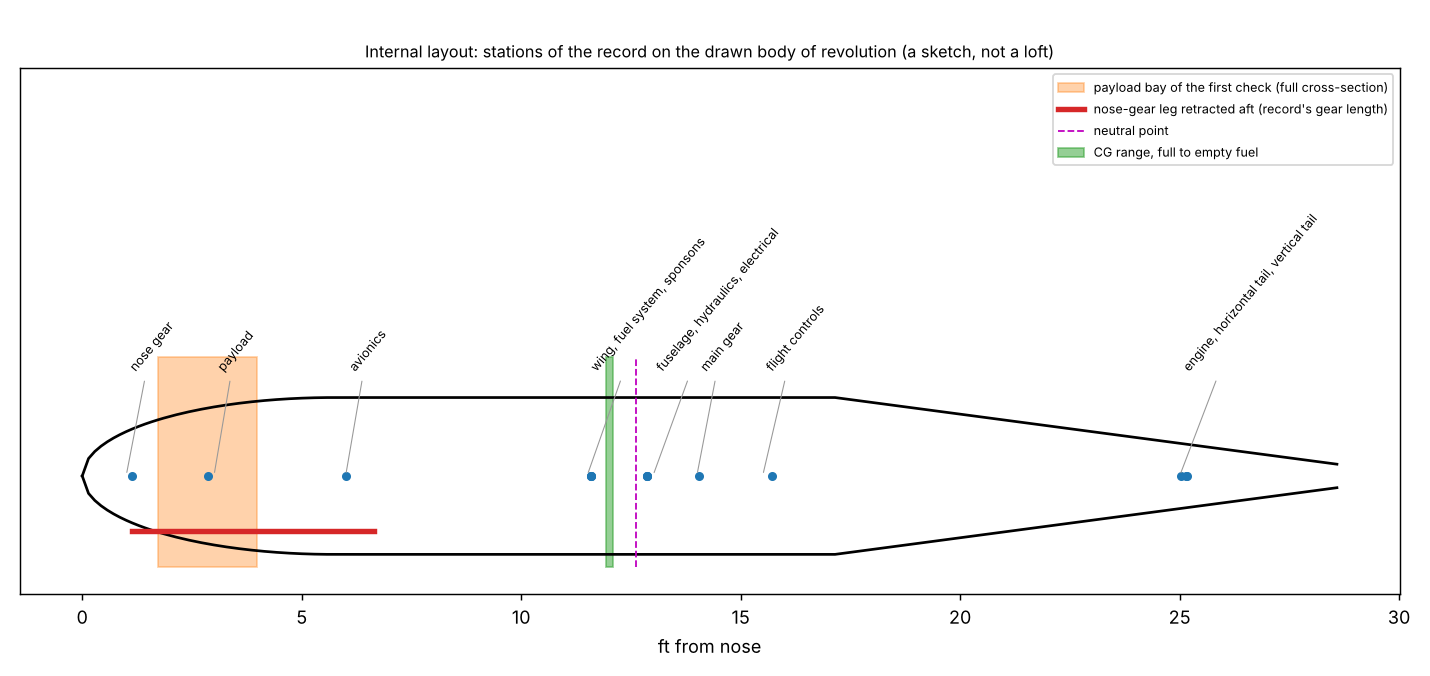 Internal layout: stations of the record on the drawn body of revolution (a sketch, not a loft)
payload bay of the first check (full cross-section)
nose-gear leg retracted aft (record's gear length)
neutral point
CG range, full to empty fuel
nose gear
payload
avionics
wing, fuel system, sponsons
fuselage, hydraulics, electrical
main gear
flight controls
engine, horizontal tail, vertical tail
0 5 10 15 20 25 30
ft from nose